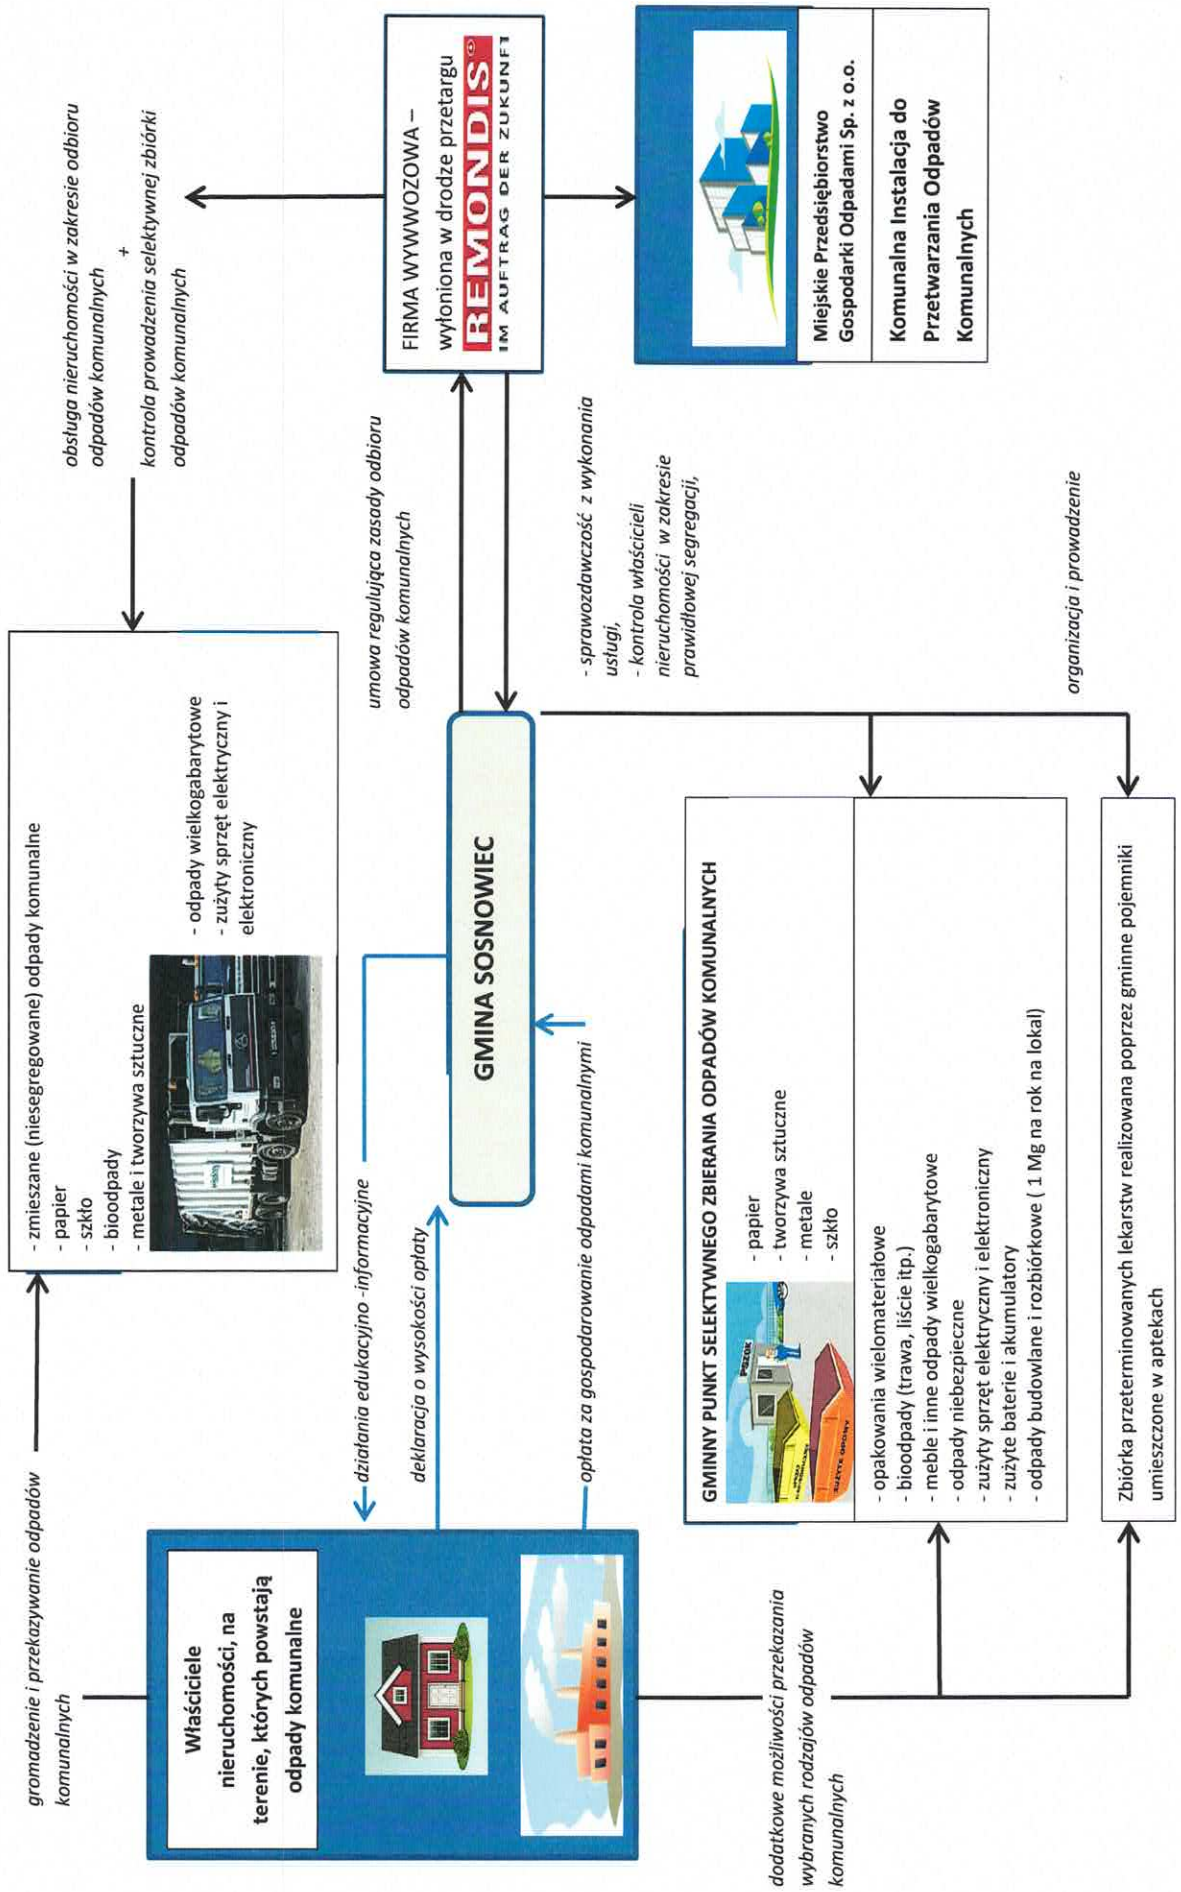 gromadzenie i przekazywanie odpadów
komunalnych
Właściciele
nieruchomości, na
terenie, których powstają
odpady komunalne
dodatkowe możliwości przekazania
wybranych rodzajów odpadów
komunalnych
- zmieszane (niesegregowane) odpady komunalne
- papier
- szkło
- bioodpady
- metale i tworzywa sztuczne
- odpady wielkogabarytowe
- zużyty sprzęt elektryczny i
elektroniczny
działania edukacyjno -informacyjne
deklaracja o wysokości opłaty
opłata za gospodarowanie odpadami komunalnymi
GMINA SOSNOWIEC
GMINNY PUNKT SELEKTYWNEGO ZBIERANIA ODPADÓW KOMUNALNYCH
PSZOK
ZUŻYTE OPONY
- papier
- tworzywa sztuczne
- metale
- szkło
- opakowania wielomateriałowe
- bioodpady (trawa, liście itp.)
- meble i inne odpady wielkogabarytowe
- odpady niebezpieczne
- zużyty sprzęt elektryczny i elektroniczny
- zużyte baterie i akumulatory
- odpady budowlane i rozbiórkowe ( 1 Mg na rok na lokal)
Zbiórka przeterminowanych lekarstw realizowana poprzez gminne pojemniki
umieszczone w aptekach
obsługa nieruchomości w zakresie odbioru
odpadów komunalnych
+
kontrola prowadzenia selektywnej zbiórki
odpadów komunalnych
umowa regulująca zasady odbioru
odpadów komunalnych
- sprawozdawczość z wykonania
usługi,
- kontrola właścicieli
nieruchomości w zakresie
prawidłowej segregacji,
organizacja i prowadzenie
FIRMA WYWWOZOWA –
wyłoniona w drodze przetargu
REMONDIS®
IM AUFTRAG DER ZUKUNFT
Miejskie Przedsiębiorstwo
Gospodarki Odpadami Sp. z o.o.
Komunalna Instalacja do
Przetwarzania Odpadów
Komunalnych